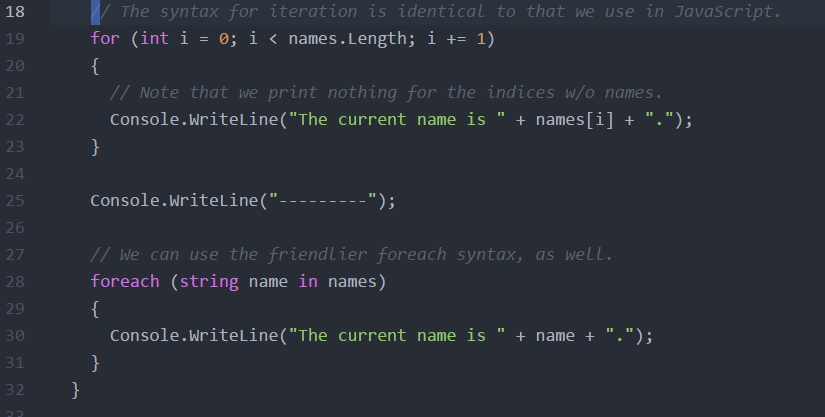 18 // The syntax for iteration is identical to that we use in JavaScript.
19 for (int i = 0; i < names.Length; i += 1)
20 {
21 // Note that we print nothing for the indices w/o names.
22 Console.WriteLine("The current name is " + names[i] + ".");
23 }
24
25 Console.WriteLine("---------");
26
27 // We can use the friendlier foreach syntax, as well.
28 foreach (string name in names)
29 {
30 Console.WriteLine("The current name is " + name + ".");
31 }
32 }
33